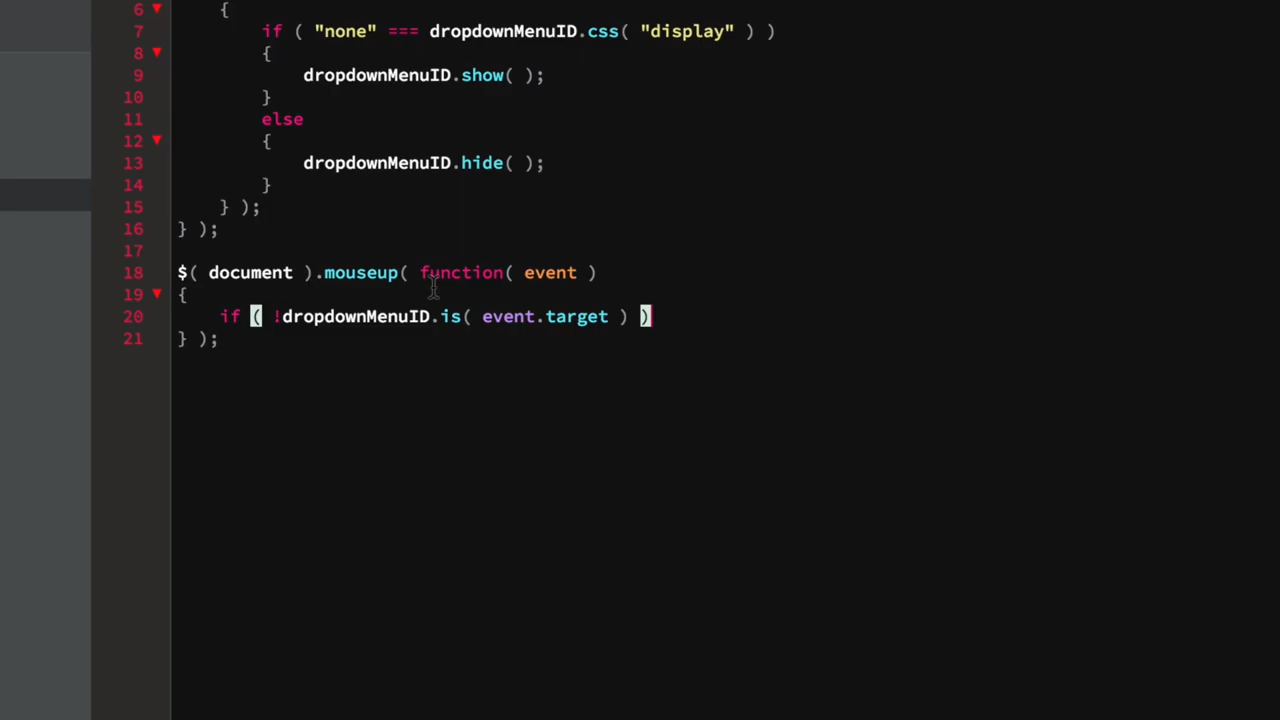 6 {
7 if ( "none" === dropdownMenuID.css( "display" ) )
8 {
9 dropdownMenuID.show( );
10 }
11 else
12 {
13 dropdownMenuID.hide( );
14 }
15 } );
16 } );
17
18 $( document ).mouseup( function( event )
19 {
20 if ( !dropdownMenuID.is( event.target ) )
21 } );